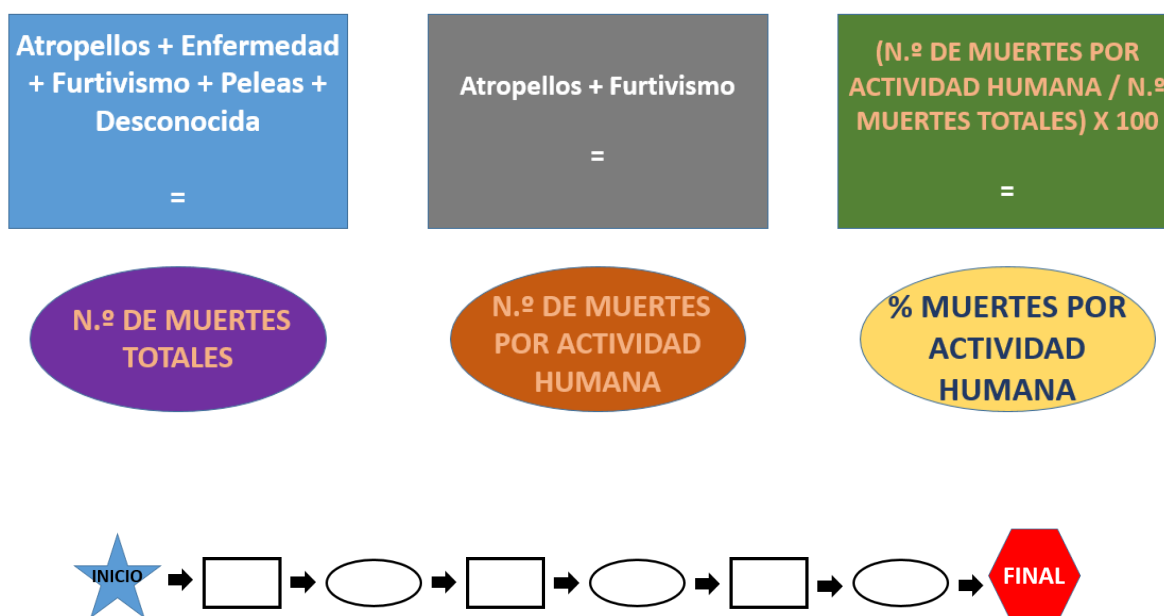 Atropellos + Enfermedad
+ Furtivismo + Peleas +
Desconocida
=
Atropellos + Furtivismo
=
(N.º DE MUERTES POR
ACTIVIDAD HUMANA / N.º
MUERTES TOTALES) X 100
=
N.º DE MUERTES
TOTALES
N.º DE MUERTES
POR ACTIVIDAD
HUMANA
% MUERTES POR
ACTIVIDAD
HUMANA
INICIO
FINAL